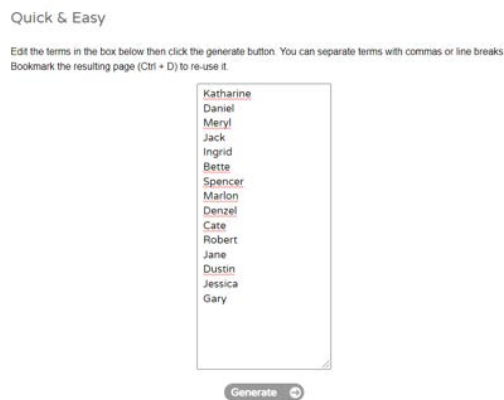 Quick & Easy
Edit the terms in the box below then click the generate button. You can separate terms with commas or line breaks
Bookmark the resulting page (Ctrl + D) to re-use it.
Katharine
Daniel
Meryl
Jack
Ingrid
Bette
Spencer
Marlon
Denzel
Cate
Robert
Jane
Dustin
Jessica
Gary
Generate